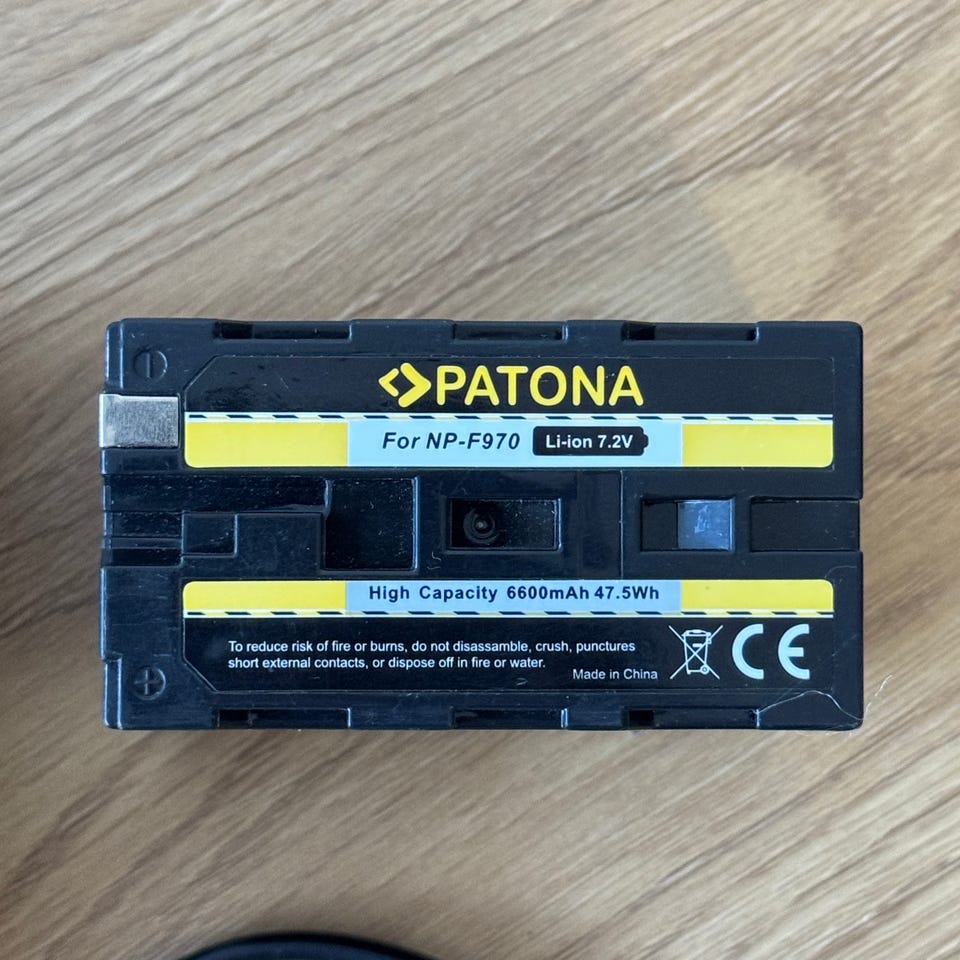 PATONA
For NP-F970 Li-ion 7.2V
High Capacity 6600mAh 47.5Wh
To reduce risk of fire or burns, do not disassemble, crush, punctures
short external contacts, or dispose off in fire or water.
Made in China
CE